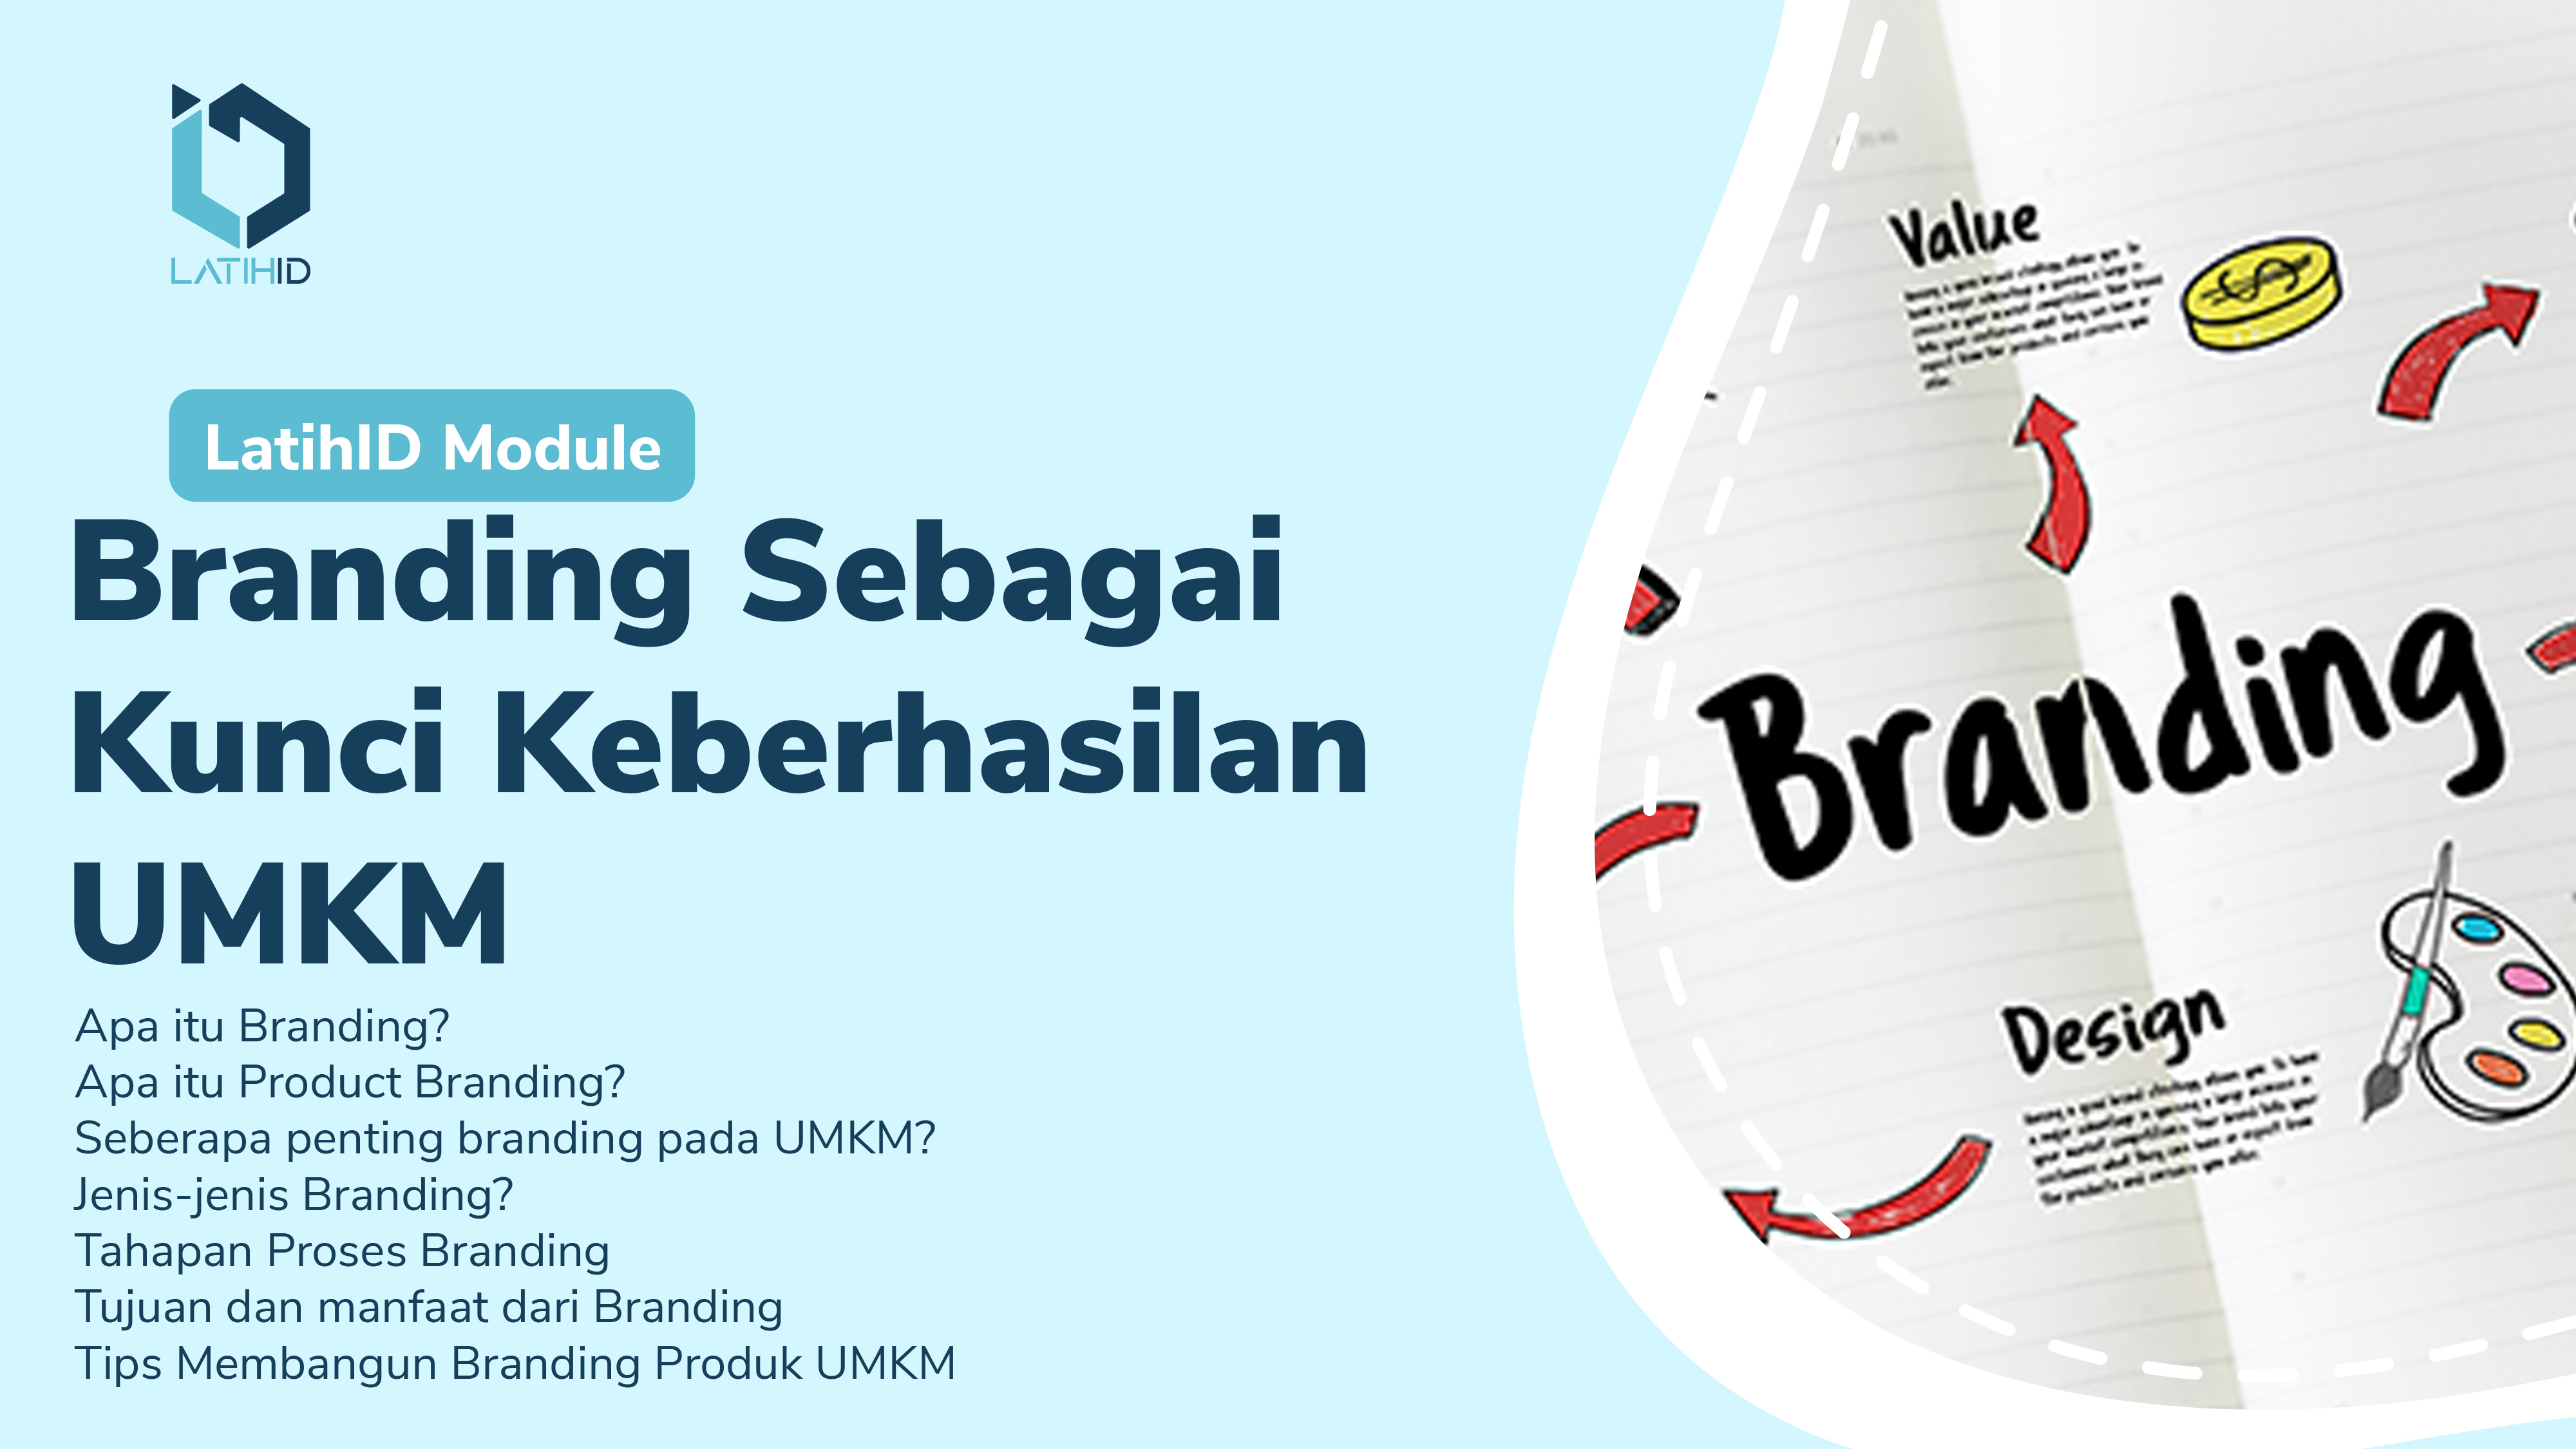 LATIHID
LatihID Module
Branding Sebagai
Kunci Keberhasilan
UMKM
Apa itu Branding?
Apa itu Product Branding?
Seberapa penting branding pada UMKM?
Jenis-jenis Branding?
Tahapan Proses Branding
Tujuan dan manfaat dari Branding
Tips Membangun Branding Produk UMKM
Value
Branding
Design